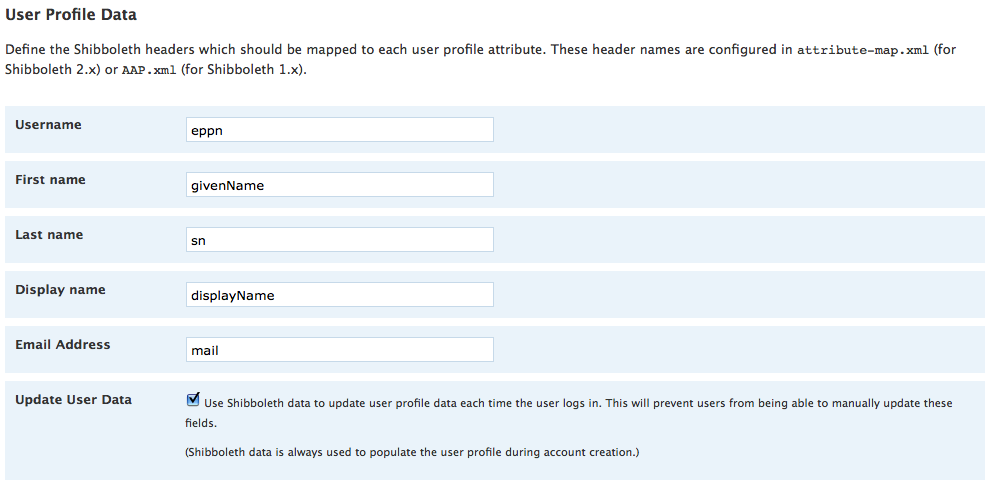 User Profile Data
Define the Shibboleth headers which should be mapped to each user profile attribute. These header names are configured in attribute-map.xml (for
Shibboleth 2.x) or AAP.xml (for Shibboleth 1.x).
Username
eppn
First name
givenName
Last name
sn
Display name
displayName
Email Address
mail
Update User Data
Use Shibboleth data to update user profile data each time the user logs in. This will prevent users from being able to manually update these
fields.
(Shibboleth data is always used to populate the user profile during account creation.)